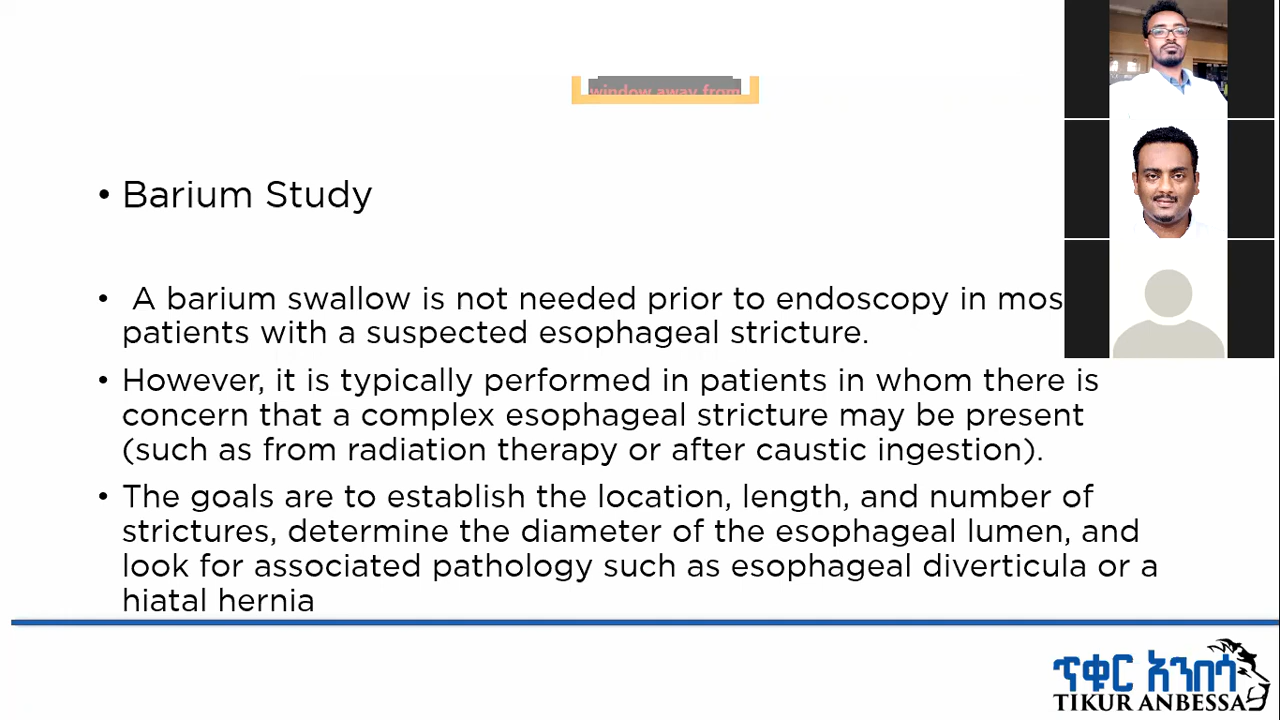 window away from
• Barium Study
• A barium swallow is not needed prior to endoscopy in mos
patients with a suspected esophageal stricture.
• However, it is typically performed in patients in whom there is
concern that a complex esophageal stricture may be present
(such as from radiation therapy or after caustic ingestion).
• The goals are to establish the location, length, and number of
strictures, determine the diameter of the esophageal lumen, and
look for associated pathology such as esophageal diverticula or a
hiatal hernia
ጥቁር አንበሳ
TIKUR ANBESSA